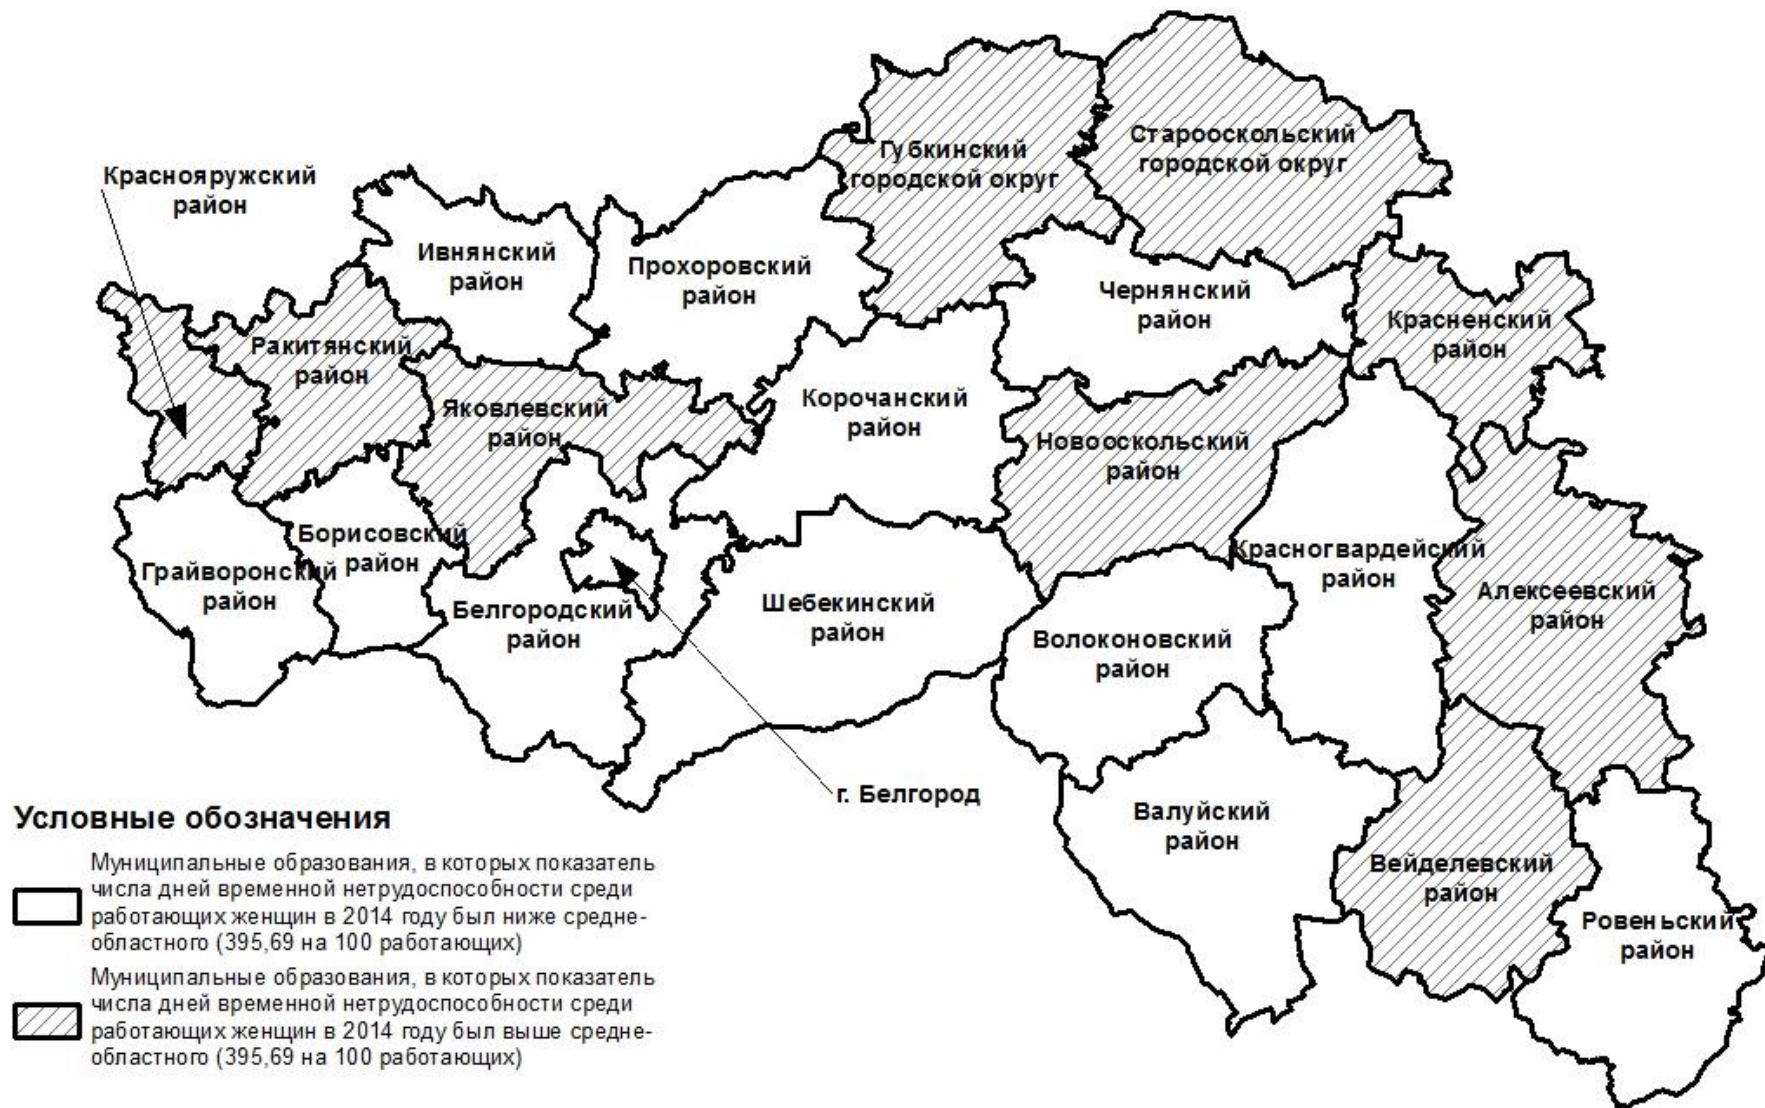 Старооскольский
городской округ
Губкинский
городской округ
Краснояружский
район
Ивнянский
район
Прохоровский
район
Чернянский
район
Красненский
район
Ракитянский
район
Яковлевский
район
Корочанский
район
Новооскольский
район
Борисовский
район
Грайворонский
район
Белгородский
район
Шебекинский
район
Волоконовский
район
Красногвардейский
район
Алексеевский
район
г. Белгород
Валуйский
район
Вейделевский
район
Ровеньский
район
Условные обозначения
Муниципальные образования, в которых показатель
числа дней временной нетрудоспособности среди
работающих женщин в 2014 году был ниже средне-
областного (395,69 на 100 работающих)
Муниципальные образования, в которых показатель
числа дней временной нетрудоспособности среди
работающих женщин в 2014 году был выше средне-
областного (395,69 на 100 работающих)